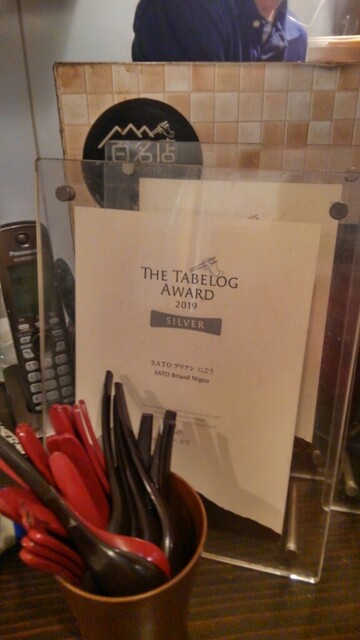 百名店
Panasonic
THE TABELOG
AWARD
2019
SILVER
SATO ブリアン にごう
SATO Briand Nigou